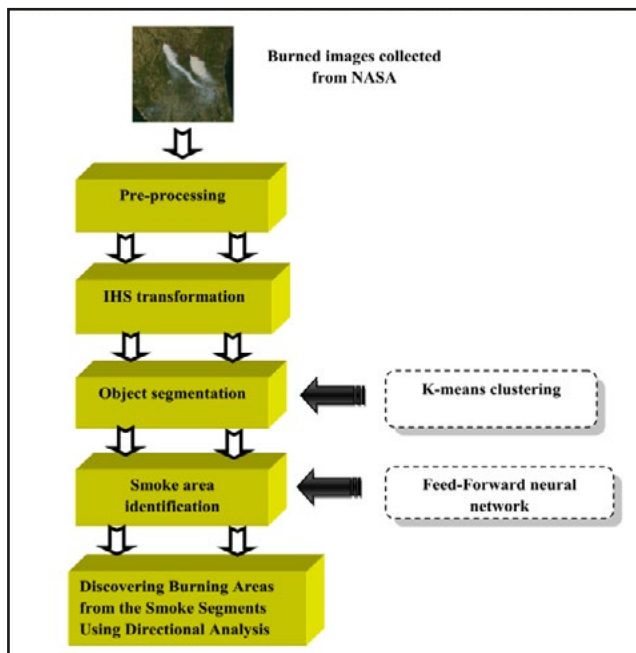 Burned images collected
from NASA
Pre-processing
IHS transformation
Object segmentation
K-means clustering
Smoke area
identification
Feed-Forward neural
network
Discovering Burning Areas
from the Smoke Segments
Using Directional Analysis